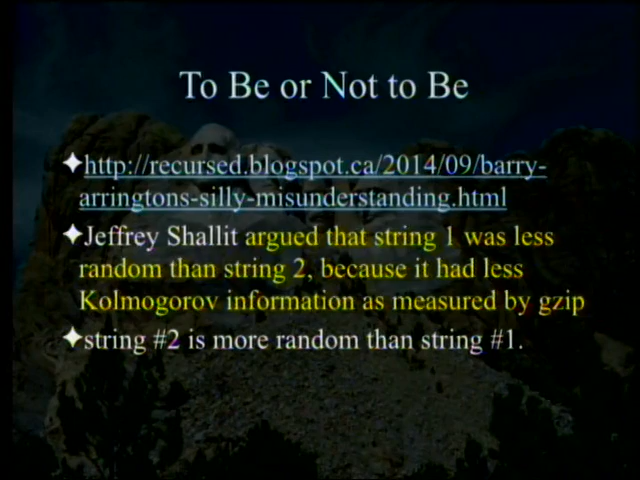 To Be or Not to Be
http://recursed.blogspot.ca/2014/09/barry-
arringtons-silly-misunderstanding.html
Jeffrey Shallit argued that string 1 was less
random than string 2, because it had less
Kolmogorov information as measured by gzip
string #2 is more random than string #1.